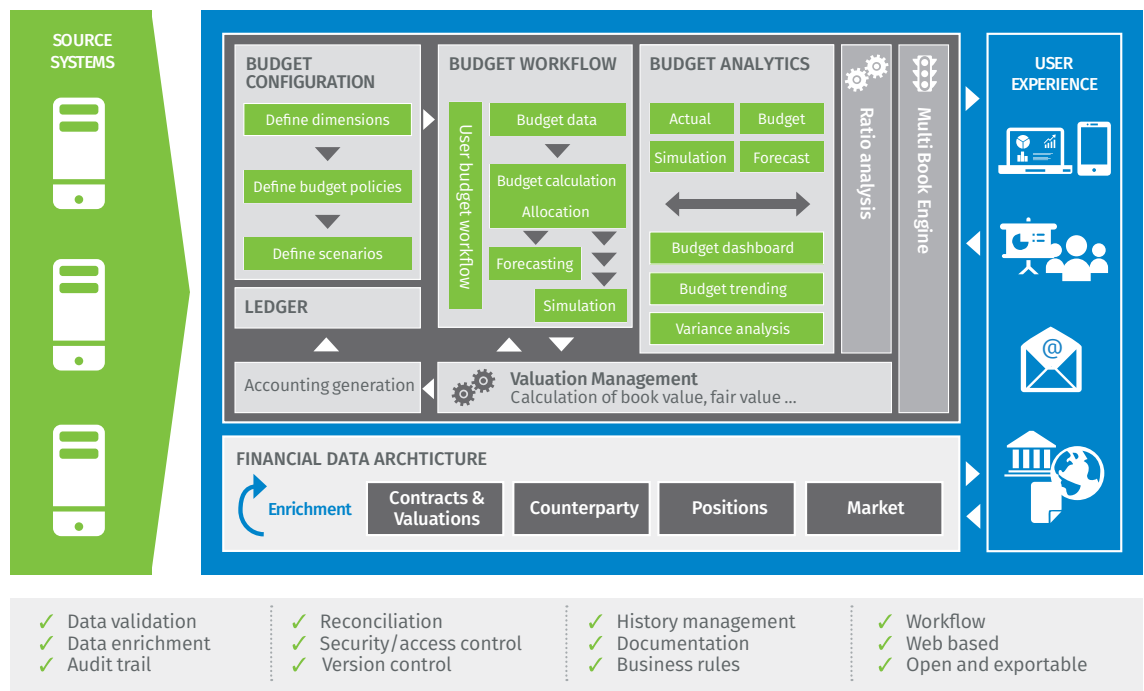 SOURCE
SYSTEMS
BUDGET
CONFIGURATION
Define dimensions
Define budget policies
Define scenarios
LEDGER
Accounting generation
BUDGET WORKFLOW
User budget workflow
Budget data
Budget calculation
Allocation
Forecasting
Simulation
Valuation Management
Calculation of book value, fair value ...
BUDGET ANALYTICS
Actual
Budget
Simulation
Forecast
Budget dashboard
Budget trending
Variance analysis
Ratio analysis
Multi Book Engine
USER
EXPERIENCE
@
FINANCIAL DATA ARCHTICTURE
Enrichment
Contracts &
Valuations
Counterparty
Positions
Market
✓ Data validation
✓ Data enrichment
✓ Audit trail
✓ Reconciliation
✓ Security/access control
✓ Version control
✓ History management
✓ Documentation
✓ Business rules
✓ Workflow
✓ Web based
✓ Open and exportable